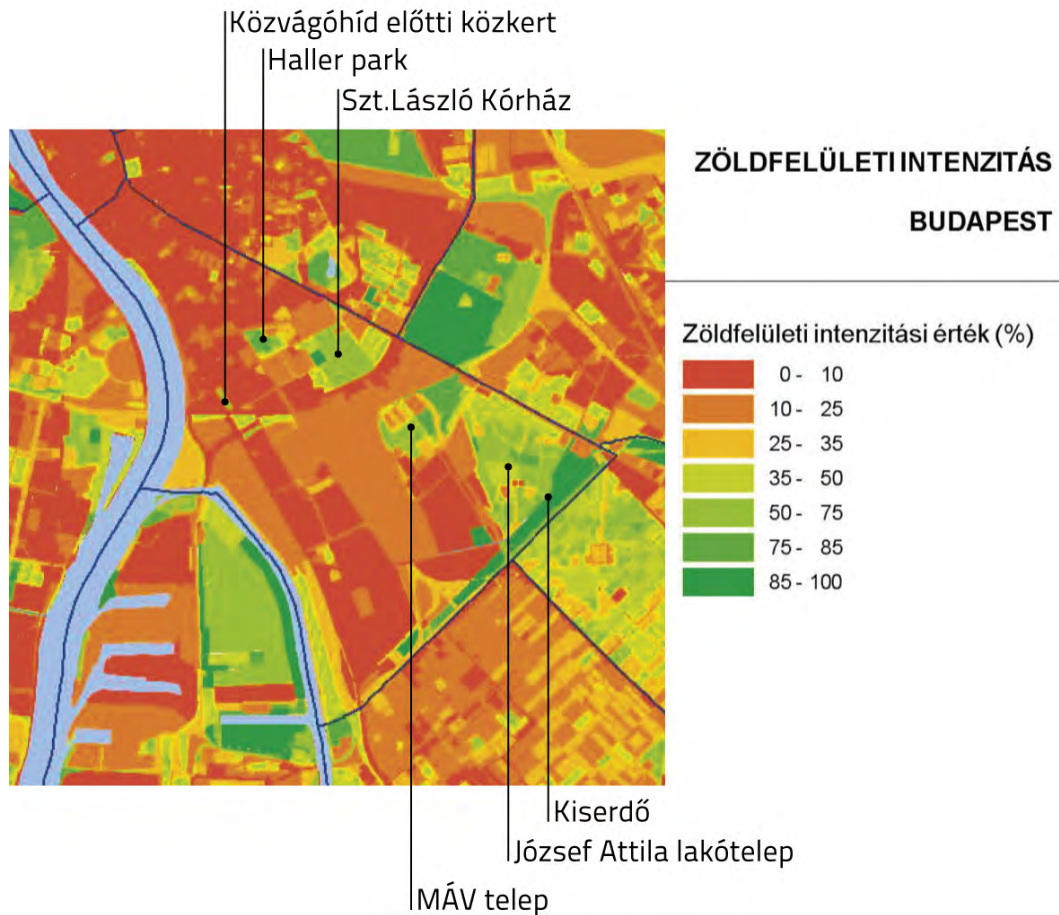 Közvágóhíd előtti közkert
Haller park
Szt.László Kórház
ZÖLDFELÜLETI INTENZITÁS
BUDAPEST
Zöldfelületi intenzitási érték (%)
0 - 10
10 - 25
25 - 35
35 - 50
50 - 75
75 - 85
85 - 100
Kiserdő
József Attila lakótelep
MÁV telep